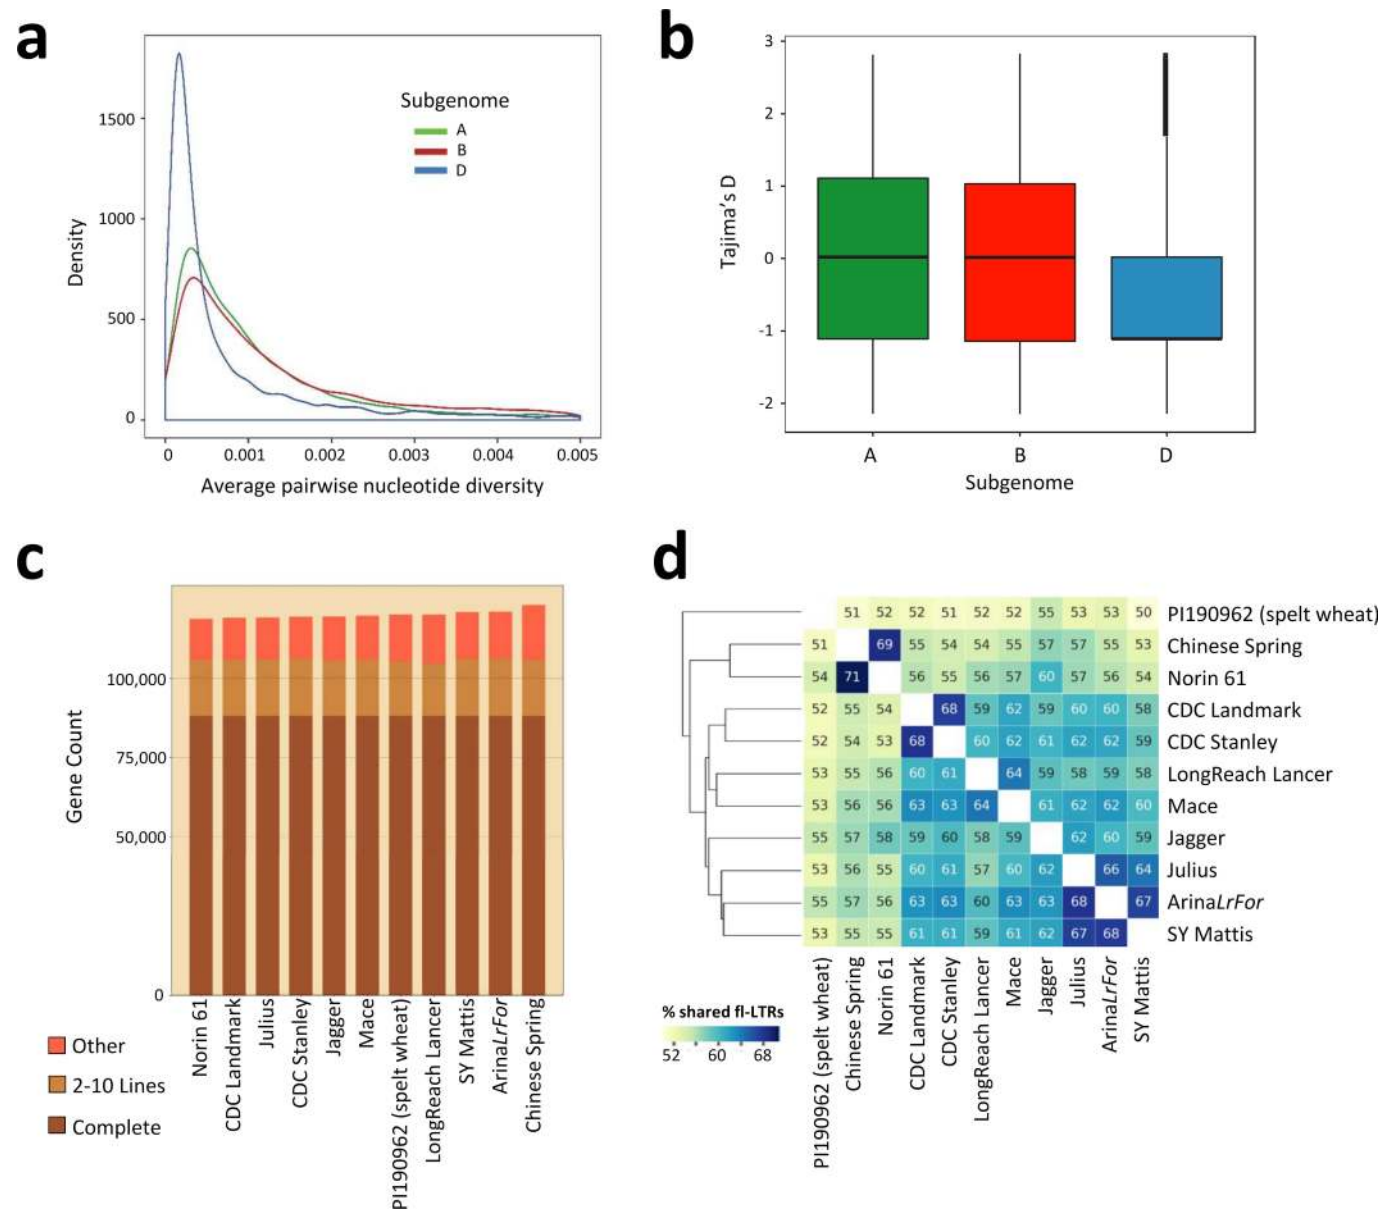 a
Subgenome
A
B
D
1500
1000
500
0
Density
0 0.001 0.002 0.003 0.004 0.005
Average pairwise nucleotide diversity
b
3
2
1
0
-1
-2
Tajima's D
A B D
Subgenome
c
100,000
75,000
50,000
0
Gene Count
Norin 61
CDC Landmark
Julius
CDC Stanley
Jagger
Mace
PI190962 (spelt wheat)
LongReach Lancer
SY Mattis
ArinaLrFor
Chinese Spring
Other
2-10 Lines
Complete
d
51 52 52 51 52 52 55 53 53 50 PI190962 (spelt wheat)
51 69 55 54 54 55 57 57 55 53 Chinese Spring
54 71 56 55 56 57 60 57 56 54 Norin 61
52 55 54 68 59 62 59 60 60 58 CDC Landmark
52 54 53 68 60 62 61 62 62 59 CDC Stanley
53 55 56 60 61 64 59 58 59 58 LongReach Lancer
53 56 56 63 63 64 61 62 62 60 Mace
55 57 58 59 60 58 59 62 60 59 Jagger
53 56 55 60 61 57 60 62 66 64 Julius
55 57 56 63 63 60 63 63 68 67 ArinaLrFor
53 55 55 61 61 59 61 62 67 68 SY Mattis
PI190962 (spelt wheat)
Chinese Spring
Norin 61
CDC Landmark
CDC Stanley
LongReach Lancer
Mace
Jagger
Julius
ArinaLrFor
SY Mattis
% shared fl-LTRs
52 60 68